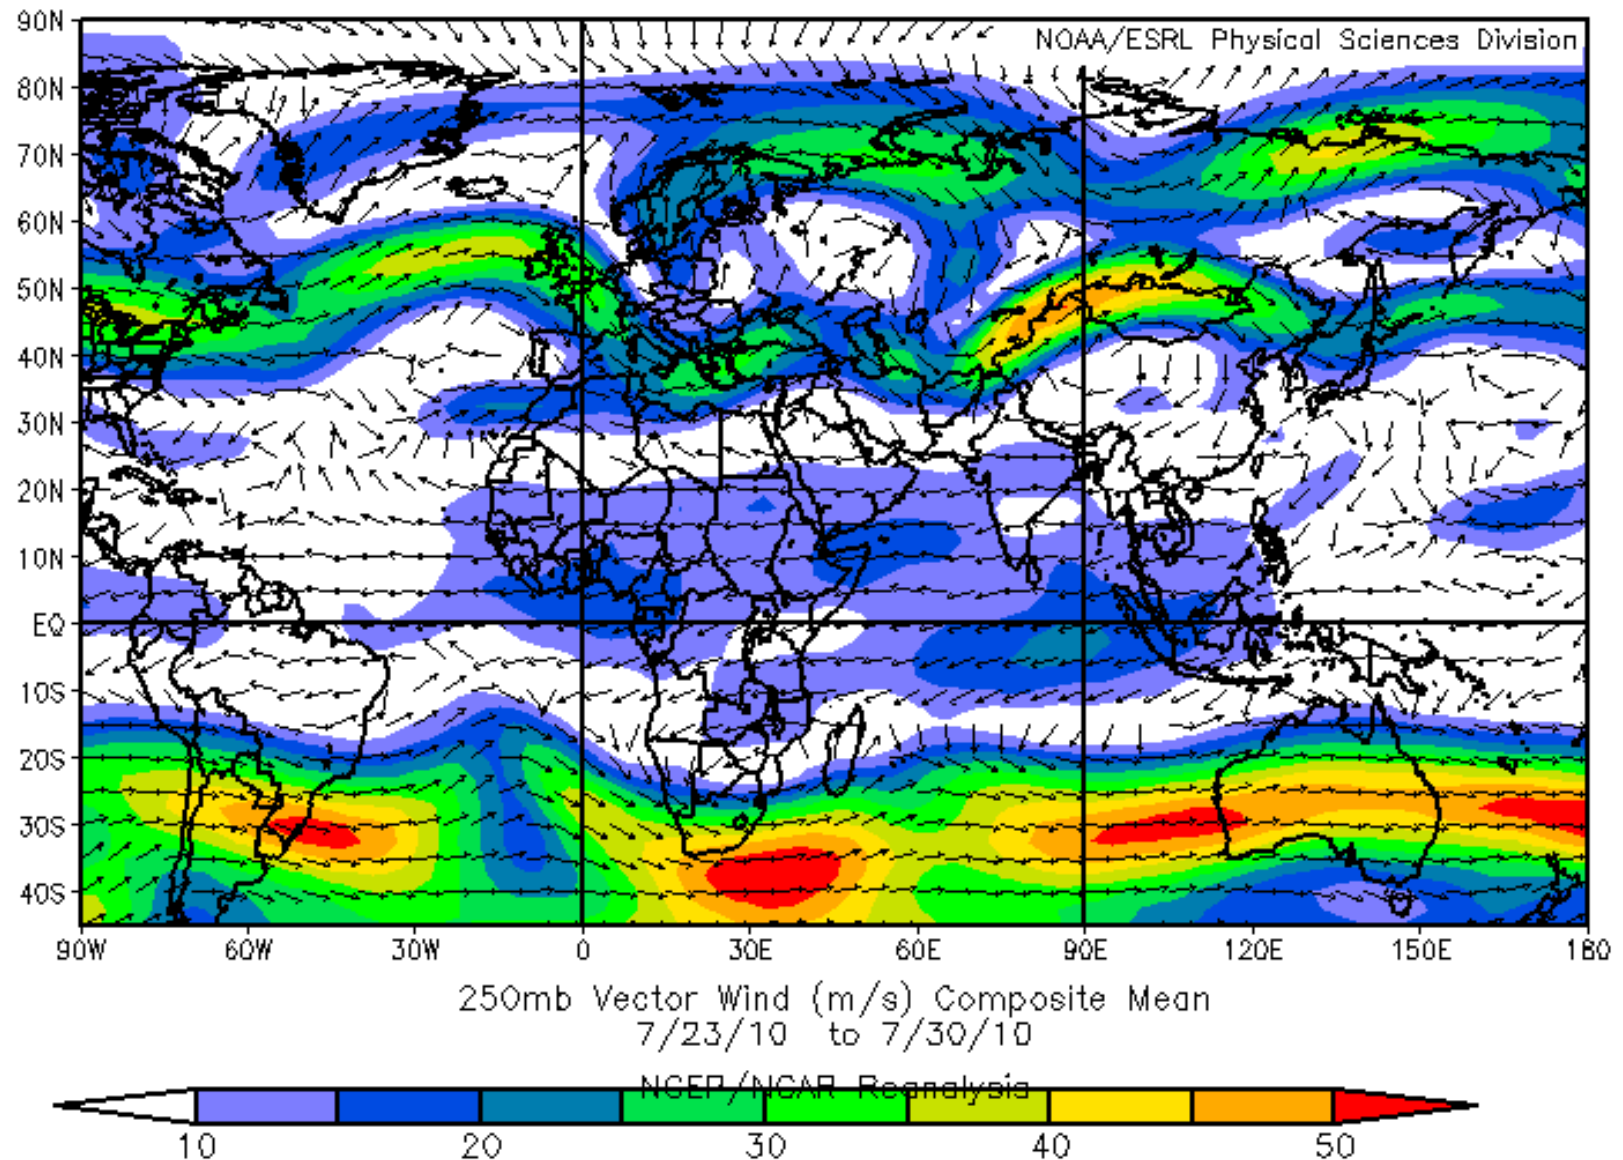 90N
NOAA/ESRL Physical Sciences Division
80N
70N
60N
50N
40N
30N
20N
10N
EQ
10S
20S
30S
40S
90W 60W 30W 0 30E 60E 90E 120E 150E 180
250mb Vector Wind (m/s) Composite Mean
7/23/10 to 7/30/10
NCEP/NCAR Reanalysis
10 20 30 40 50